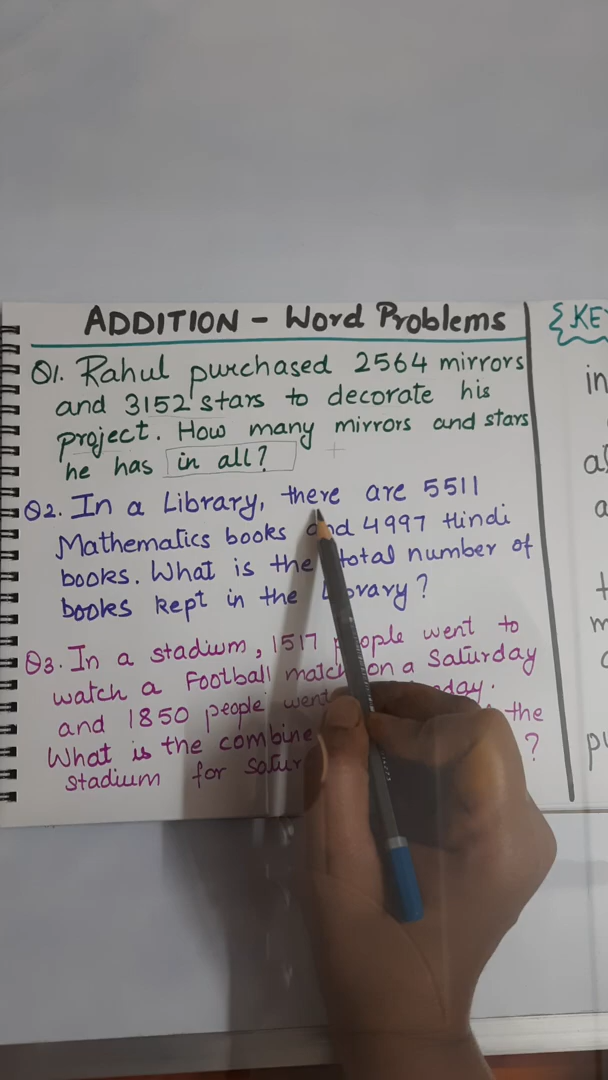 ADDITION - Word Problems
Q1. Rahul purchased 2564 mirrors
and 3152 stars to decorate his
project. How many mirrors and stars
he has in all?
Q2. In a Library, there are 5511
Mathematics books and 4997 Hindi
books. What is the total number of
books kept in the Library?
Q3. In a stadium, 1517 people went to
watch a Football match on a Saturday
and 1850 people went
What is the combine the
stadium for ?
{KE
in
a
t
m
pu